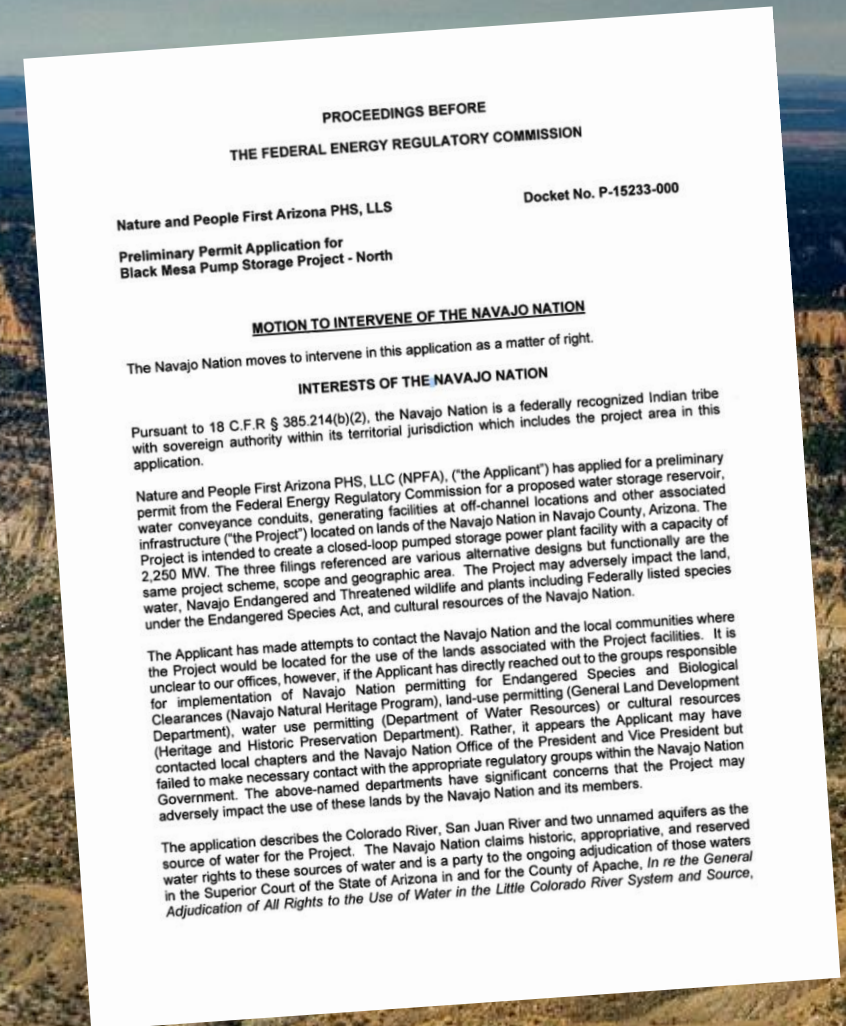 PROCEEDINGS BEFORE
THE FEDERAL ENERGY REGULATORY COMMISSION
Nature and People First Arizona PHS, LLS
Docket No. P-15233-000
Preliminary Permit Application for
Black Mesa Pump Storage Project - North
MOTION TO INTERVENE OF THE NAVAJO NATION
The Navajo Nation moves to intervene in this application as a matter of right.
INTERESTS OF THE NAVAJO NATION
Pursuant to 18 C.F.R § 385.214(b)(2), the Navajo Nation is a federally recognized Indian tribe
with sovereign authority within its territorial jurisdiction which includes the project area in this
application.
Nature and People First Arizona PHS, LLC (NPFA), ("the Applicant") has applied for a preliminary
permit from the Federal Energy Regulatory Commission for a proposed water storage reservoir,
water conveyance conduits, generating facilities at off-channel locations and other associated
infrastructure ("the Project") located on lands of the Navajo Nation in Navajo County, Arizona. The
Project is intended to create a closed-loop pumped storage power plant facility with a capacity of
2,250 MW. The three filings referenced are various alternative designs but functionally are the
same project scheme, scope and geographic area. The Project may adversely impact the land,
water, Navajo Endangered and Threatened wildlife and plants including Federally listed species
under the Endangered Species Act, and cultural resources of the Navajo Nation.
The Applicant has made attempts to contact the Navajo Nation and the local communities where
the Project would be located for the use of the lands associated with the Project facilities. It is
unclear to our offices, however, if the Applicant has directly reached out to the groups responsible
for implementation of Navajo Nation permitting for Endangered Species and Biological
Clearances (Navajo Natural Heritage Program), land-use permitting (General Land Development
Department), water use permitting (Department of Water Resources) or cultural resources
(Heritage and Historic Preservation Department). Rather, it appears the Applicant may have
contacted local chapters and the Navajo Nation Office of the President and Vice President but
failed to make necessary contact with the appropriate regulatory groups within the Navajo Nation
Government. The above-named departments have significant concerns that the Project may
adversely impact the use of these lands by the Navajo Nation and its members.
The application describes the Colorado River, San Juan River and two unnamed aquifers as the
source of water for the Project. The Navajo Nation claims historic, appropriative, and reserved
water rights to these sources of water and is a party to the ongoing adjudication of those waters
in the Superior Court of the State of Arizona in and for the County of Apache, In re the General
Adjudication of All Rights to the Use of Water in the Little Colorado River System and Source,